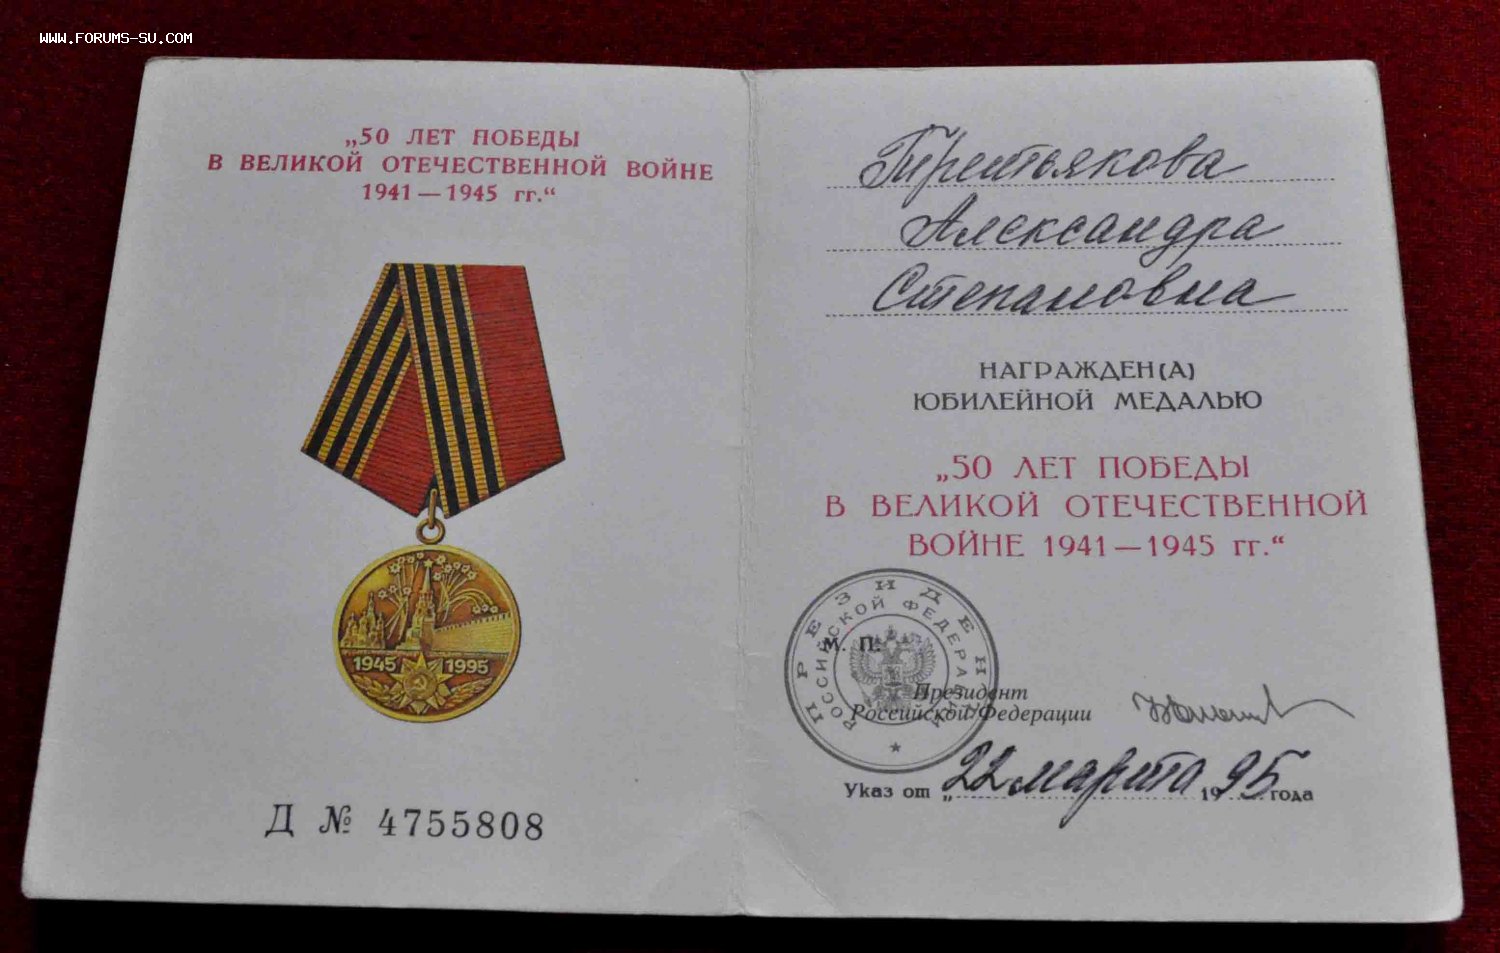 WWW.FORUMS-SU.COM
„50 ЛЕТ ПОБЕДЫ
В ВЕЛИКОЙ ОТЕЧЕСТВЕННОЙ ВОЙНЕ
1941 — 1945 гг.“
1945 1995
Д № 4755808
Третьякова
Александра
Степановна
НАГРАЖДЕН(А)
ЮБИЛЕЙНОЙ МЕДАЛЬЮ
„50 ЛЕТ ПОБЕДЫ
В ВЕЛИКОЙ ОТЕЧЕСТВЕННОЙ
ВОЙНЕ 1941 — 1945 гг.“
ПРЕЗИДЕНТ
РОССИЙСКОЙ ФЕДЕРАЦИИ
М. П.
Президент
Российской Федерации
Указ от „22 марта 1995 года